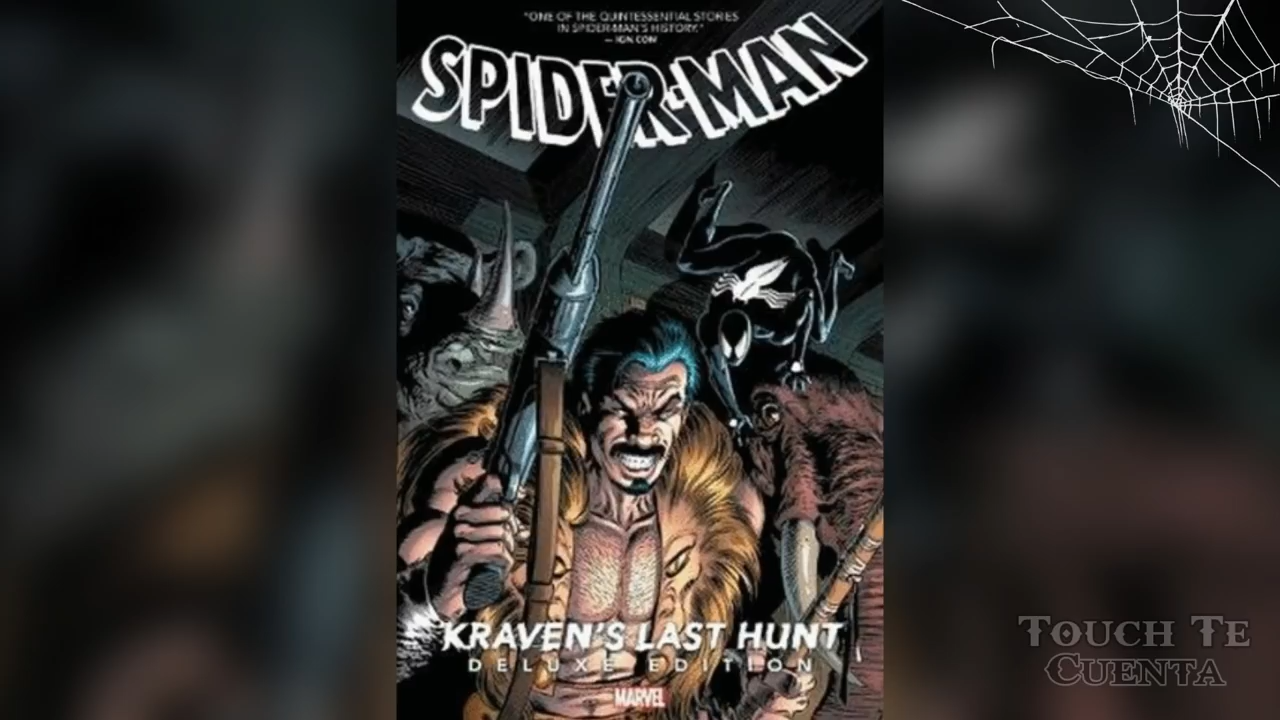 "ONE OF THE QUINTESSENTIAL STORIES
IN SPIDER-MAN'S HISTORY."
— IGN.COM
SPIDER-MAN
KRAVEN'S LAST HUNT
DELUXE EDITION
MARVEL
TOUCH TE
CUENTA